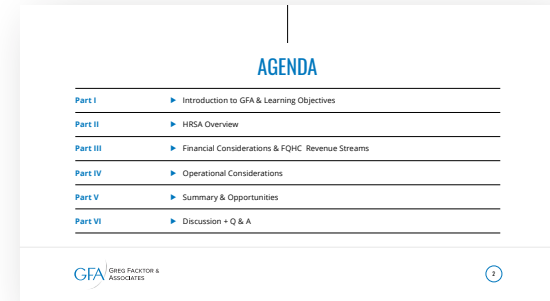 AGENDA
Part I ▶ Introduction to GFA & Learning Objectives
Part II ▶ HRSA Overview
Part III ▶ Financial Considerations & FQHC Revenue Streams
Part IV ▶ Operational Considerations
Part V ▶ Summary & Opportunities
Part VI ▶ Discussion + Q & A
GFA GREG FACKTOR &
ASSOCIATES
2